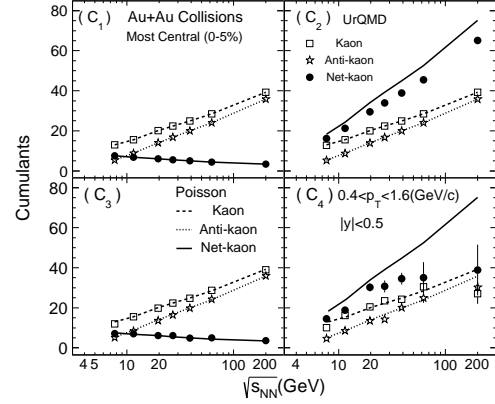 (C1) Au+Au Collisions
Most Central (0-5%)
(C2) UrQMD
Kaon
Anti-kaon
Net-kaon
80
60
40
20
0
(C3) Poisson
Kaon
Anti-kaon
Net-kaon
(C4) 0.4<pT<1.6(GeV/c)
|y|<0.5
80
60
40
20
0
Cumulants
4 5 10 20 100 200
4 5 10 20 100 200
√sNN(GeV)